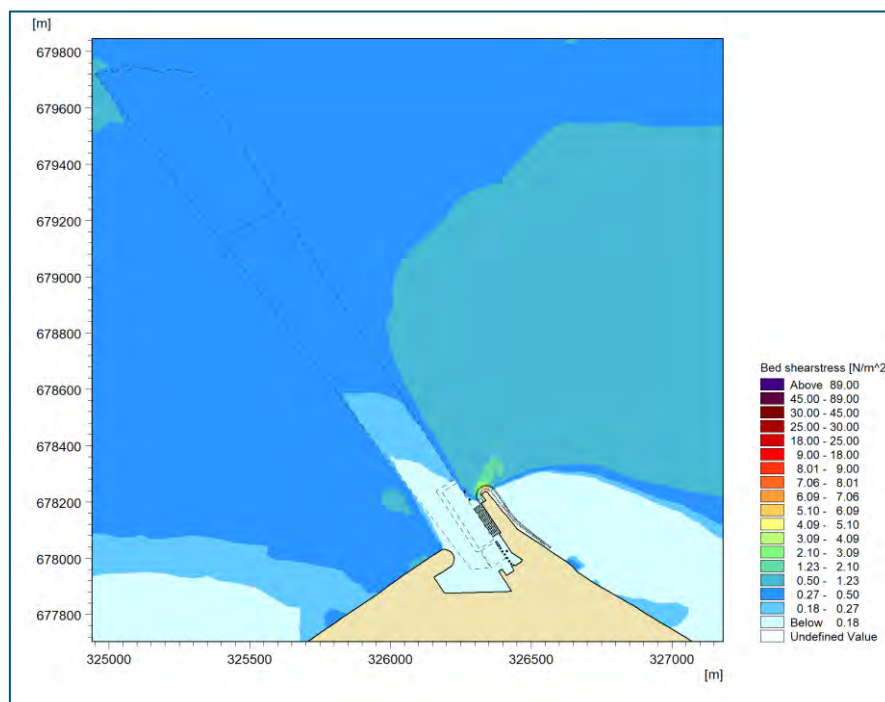 [m]
679800
679600
679400
679200
679000
678800
678600
678400
678200
678000
677800
325000 325500 326000 326500 327000
[m]
Bed shearstress [N/m^2
Above 89.00
45.00 - 89.00
30.00 - 45.00
25.00 - 30.00
18.00 - 25.00
9.00 - 18.00
8.01 - 9.00
7.06 - 8.01
6.09 - 7.06
5.10 - 6.09
4.09 - 5.10
3.09 - 4.09
2.10 - 3.09
1.23 - 2.10
0.50 - 1.23
0.27 - 0.50
0.18 - 0.27
Below 0.18
Undefined Value